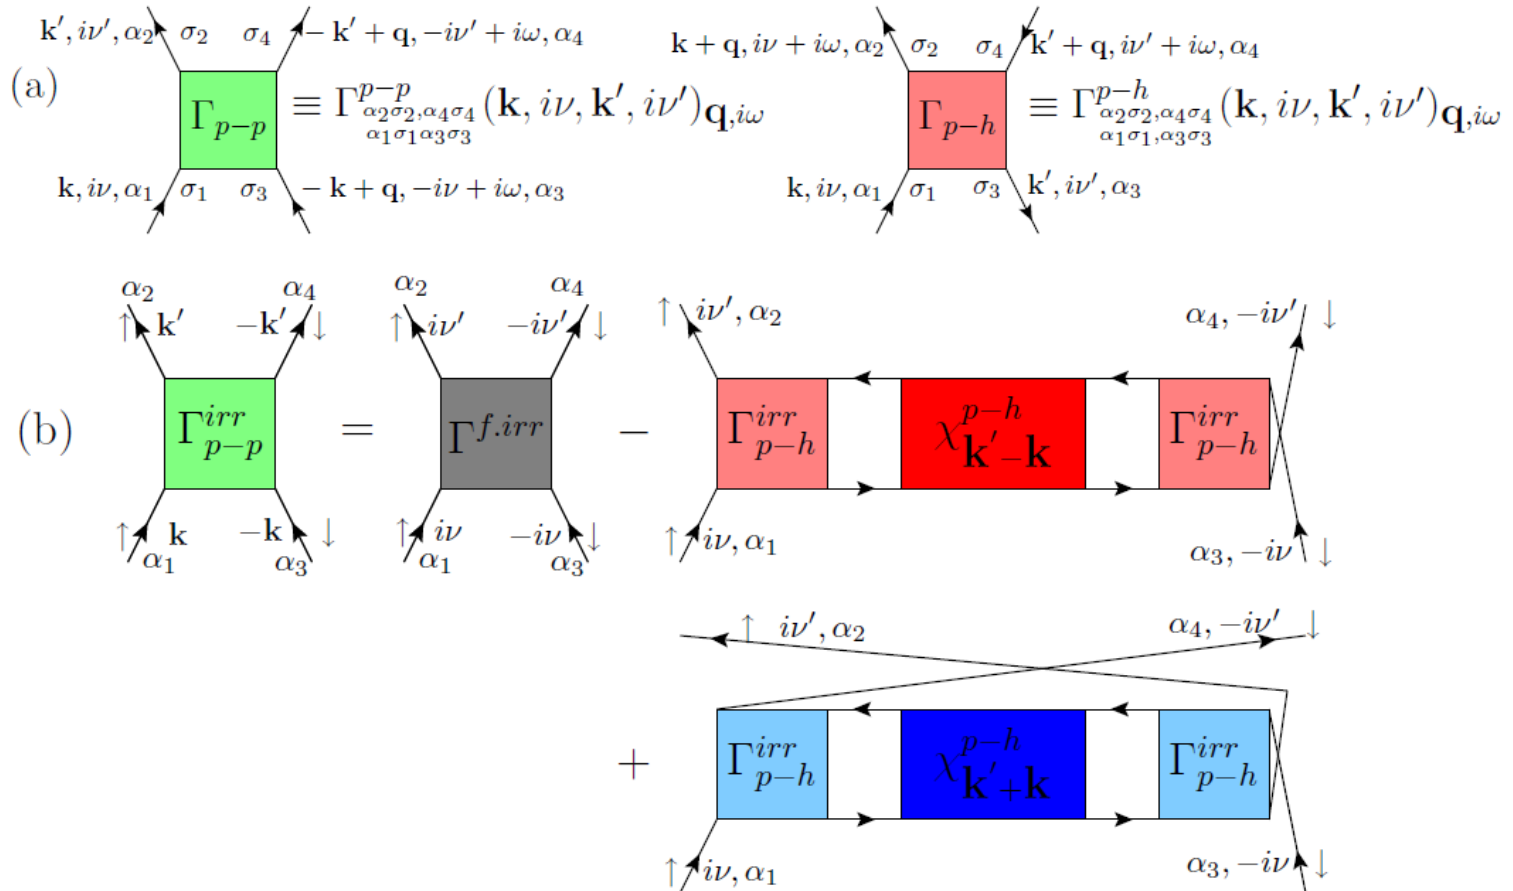 (a)
k′, iν′, α₂ σ₂ σ₄ − k′ + q, −iν′ + iω, α₄
Γ_{p−p} ≡ Γ^{p−p}_{α₂σ₂,α₄σ₄ α₁σ₁α₃σ₃}(k, iν, k′, iν′)_{q,iω}
k, iν, α₁ σ₁ σ₃ − k + q, −iν + iω, α₃
k + q, iν + iω, α₂ σ₂ σ₄ k′ + q, iν′ + iω, α₄
Γ_{p−h} ≡ Γ^{p−h}_{α₂σ₂,α₄σ₄ α₁σ₁,α₃σ₃}(k, iν, k′, iν′)_{q,iω}
k, iν, α₁ σ₁ σ₃ k′, iν′, α₃
(b)
α₂ α₄
↑ k′ −k′ ↓
Γ^{irr}_{p−p}
↑ k −k ↓
α₁ α₃
=
α₂ α₄
↑ iν′ −iν′ ↓
Γ^{f.irr}
↑ iν −iν ↓
α₁ α₃
−
↑ iν′, α₂ α₄, −iν′ ↓
Γ^{irr}_{p−h} χ^{p−h}_{k′−k} Γ^{irr}_{p−h}
↑ iν, α₁ α₃, −iν ↓
+
↑ iν′, α₂ α₄, −iν′ ↓
Γ^{irr}_{p−h} χ^{p−h}_{k′+k} Γ^{irr}_{p−h}
↑ iν, α₁ α₃, −iν ↓